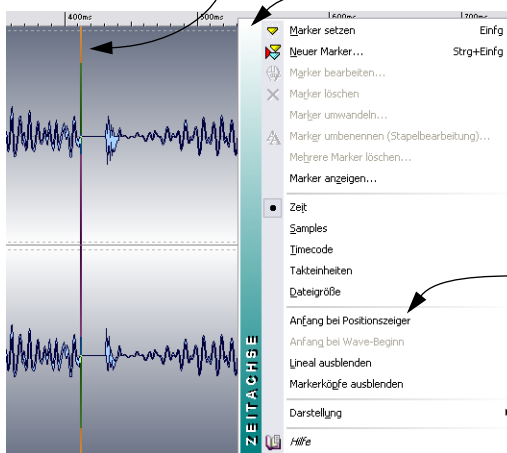 400ms 500ms 600ms 700ms
Marker setzen Einfg
Neuer Marker... Strg+Einfg
Marker bearbeiten...
Marker löschen
Marker umwandeln...
Marker umbenennen (Stapelbearbeitung)...
Mehrere Marker löschen...
Marker anzeigen...
Zeit
Samples
Timecode
Takteinheiten
Dateigröße
Anfang bei Positionszeiger
Anfang bei Wave-Beginn
Lineal ausblenden
Markerköpfe ausblenden
Darstellung
Hilfe
ZEITACHSE